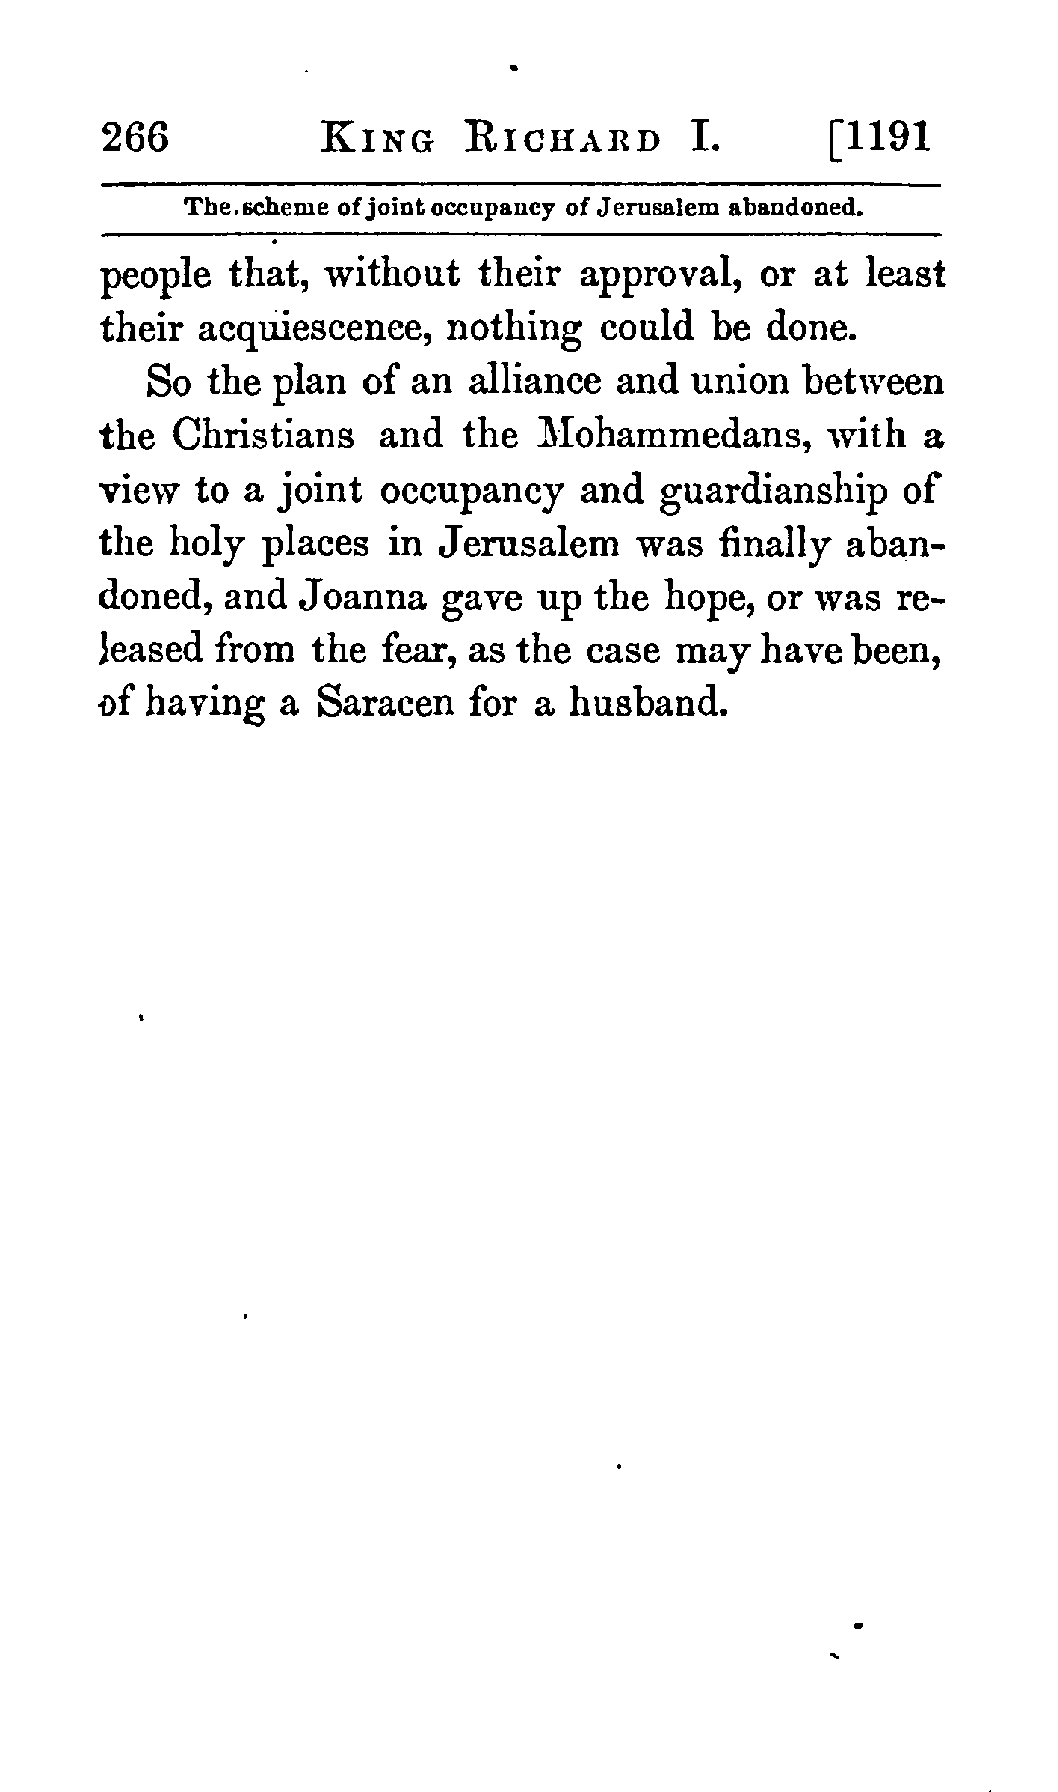 266 KING RICHARD I. [1191
The scheme of joint occupancy of Jerusalem abandoned.
people that, without their approval, or at least
their acquiescence, nothing could be done.
So the plan of an alliance and union between
the Christians and the Mohammedans, with a
view to a joint occupancy and guardianship of
the holy places in Jerusalem was finally aban-
doned, and Joanna gave up the hope, or was re-
leased from the fear, as the case may have been,
of having a Saracen for a husband.